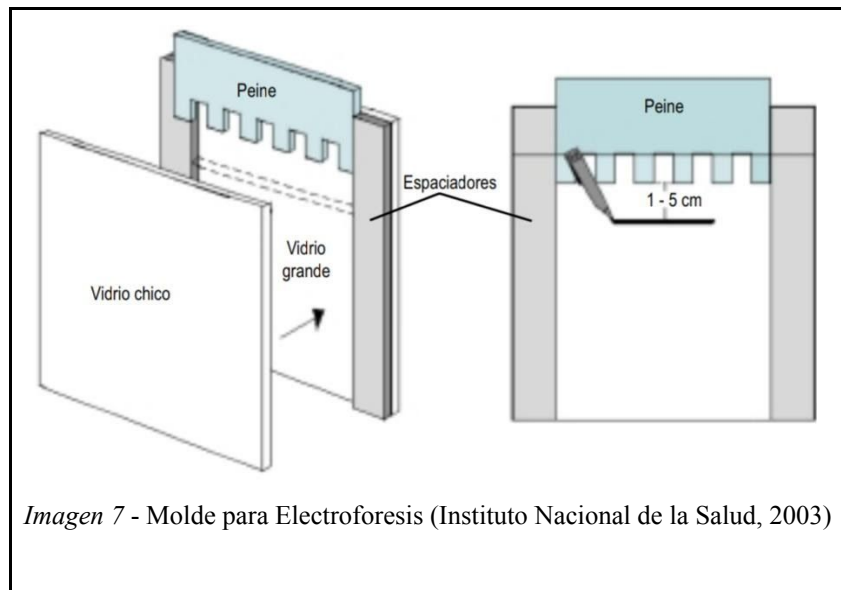 Peine
Espaciadores
Vidrio
grande
Vidrio chico
Peine
1 - 5 cm
Imagen 7 - Molde para Electroforesis (Instituto Nacional de la Salud, 2003)